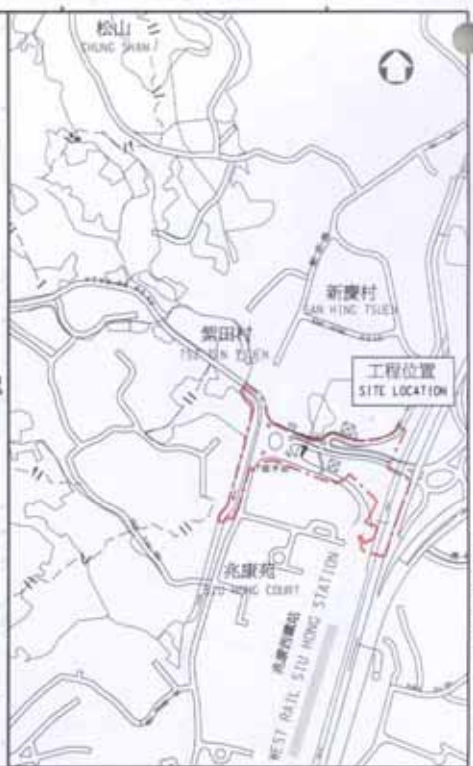 松山
CHUNG SHAN
新慶村
SAN HING TSUEN
紫田村
TSZ TIN TSUEN
工程位置
SITE LOCATION
兆康苑
SIU HONG COURT
兆康西鐵站
WEST RAIL SIU HONG STATION